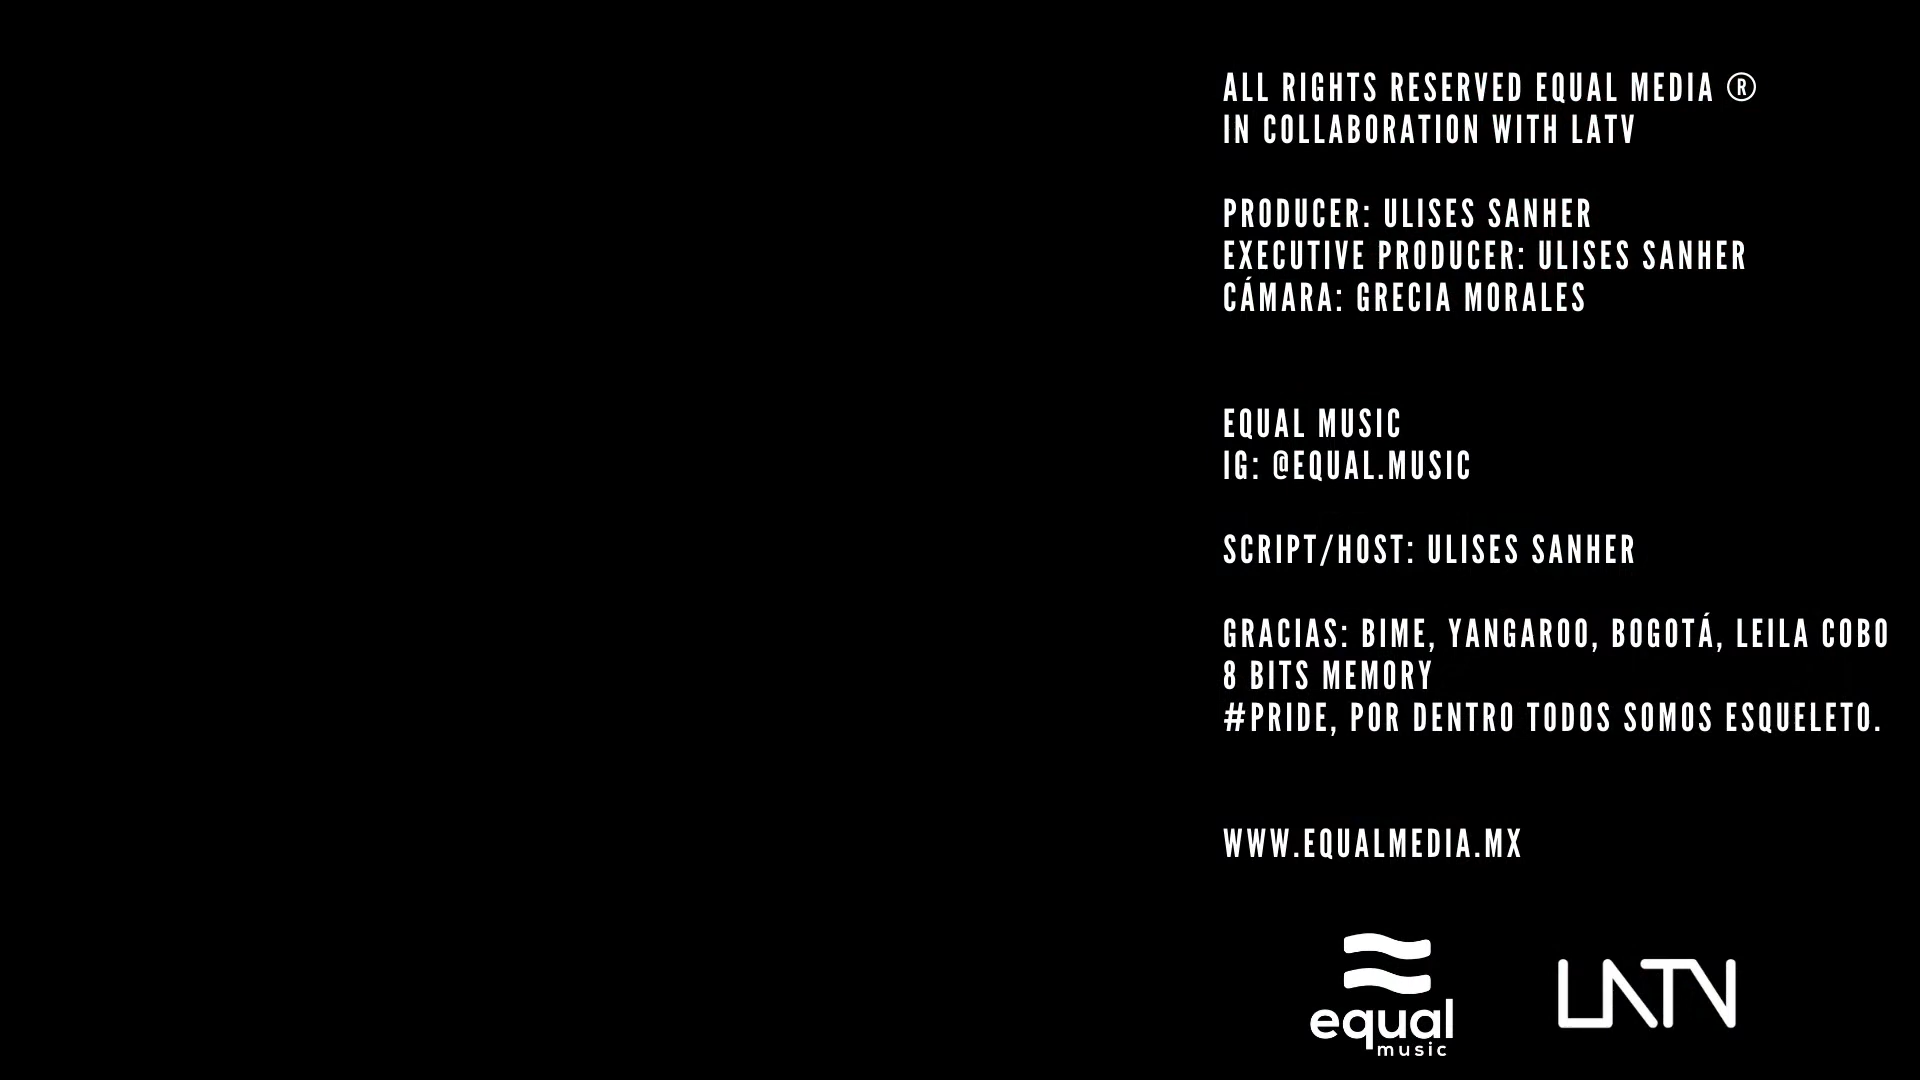 ALL RIGHTS RESERVED EQUAL MEDIA ®
IN COLLABORATION WITH LATV
PRODUCER: ULISES SANHER
EXECUTIVE PRODUCER: ULISES SANHER
CÁMARA: GRECIA MORALES
EQUAL MUSIC
IG: @EQUAL.MUSIC
SCRIPT/HOST: ULISES SANHER
GRACIAS: BIME, YANGAROO, BOGOTÁ, LEILA COBO
8 BITS MEMORY
#PRIDE, POR DENTRO TODOS SOMOS ESQUELETO.
WWW.EQUALMEDIA.MX
equal
music
LATV